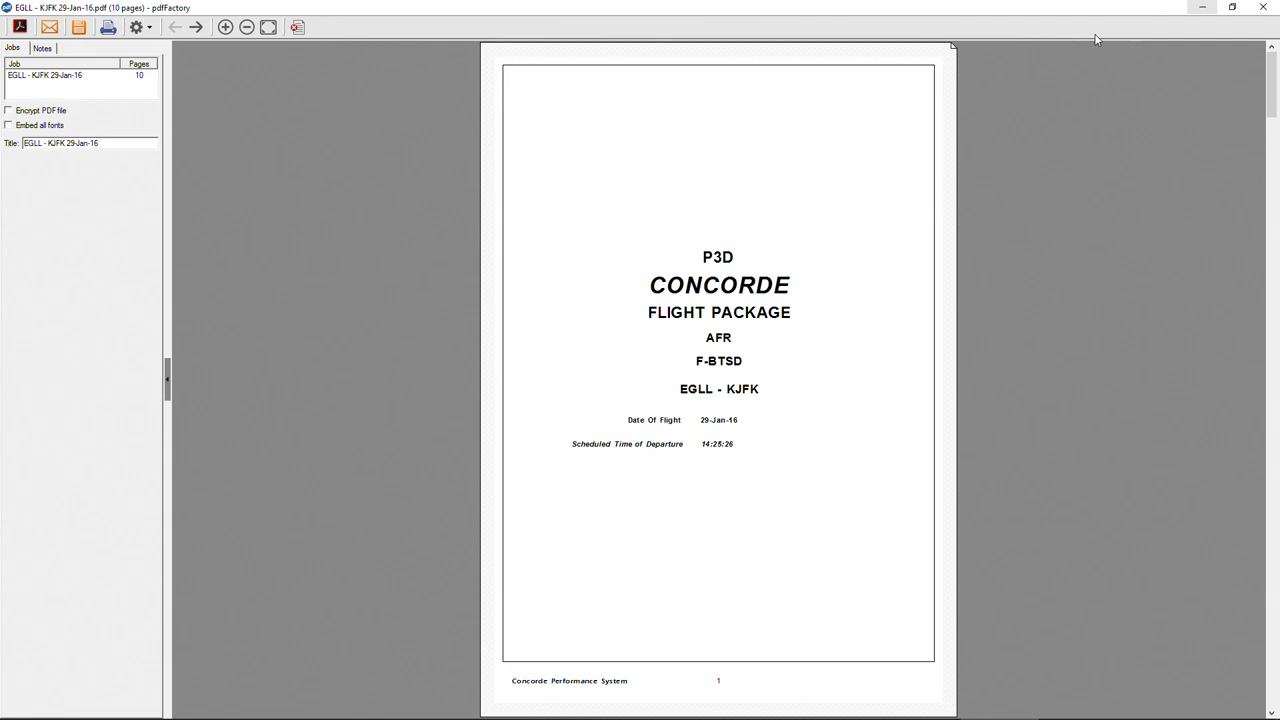 EGLL - KJFK 29-Jan-16.pdf (10 pages) - pdfFactory
Jobs Notes
Job Pages
EGLL - KJFK 29-Jan-16 10
Encrypt PDF file
Embed all fonts
Title: EGLL - KJFK 29-Jan-16
P3D
CONCORDE
FLIGHT PACKAGE
AFR
F-BTSD
EGLL - KJFK
Date Of Flight 29-Jan-16
Scheduled Time of Departure 14:25:26
Concorde Performance System 1